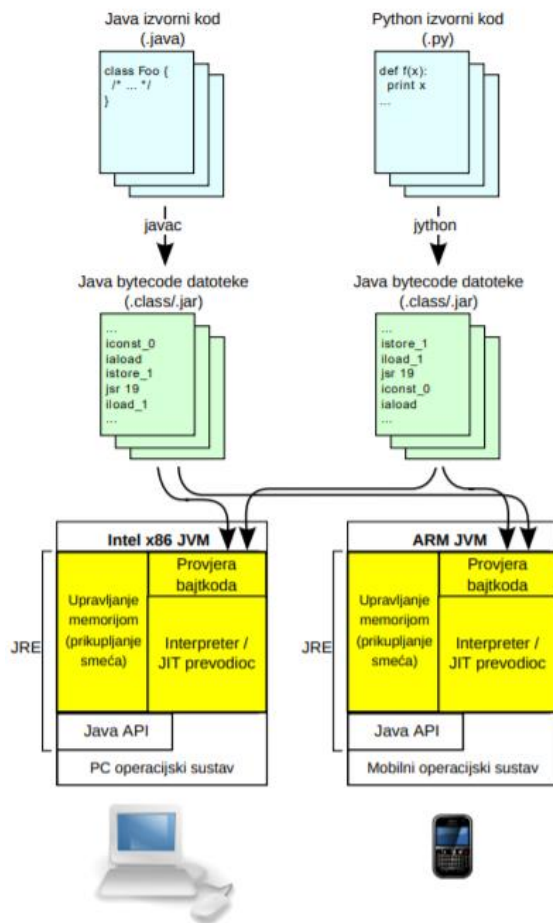 Java izvorni kod
(.java)
class Foo {
/* ... */
}
javac
Java bytecode datoteke
(.class/.jar)
...
iconst_0
iaload
istore_1
jsr 19
iload_1
...
Python izvorni kod
(.py)
def f(x):
print x
...
jython
Java bytecode datoteke
(.class/.jar)
...
istore_1
iload_1
jsr 19
iconst_0
iaload
...
Intel x86 JVM
JRE
Upravljanje
memorijom
(prikupljanje
smeća)
Provjera
bajtkoda
Interpreter /
JIT prevodioc
Java API
PC operacijski sustav
ARM JVM
JRE
Upravljanje
memorijom
(prikupljanje
smeća)
Provjera
bajtkoda
Interpreter /
JIT prevodioc
Java API
Mobilni operacijski sustav